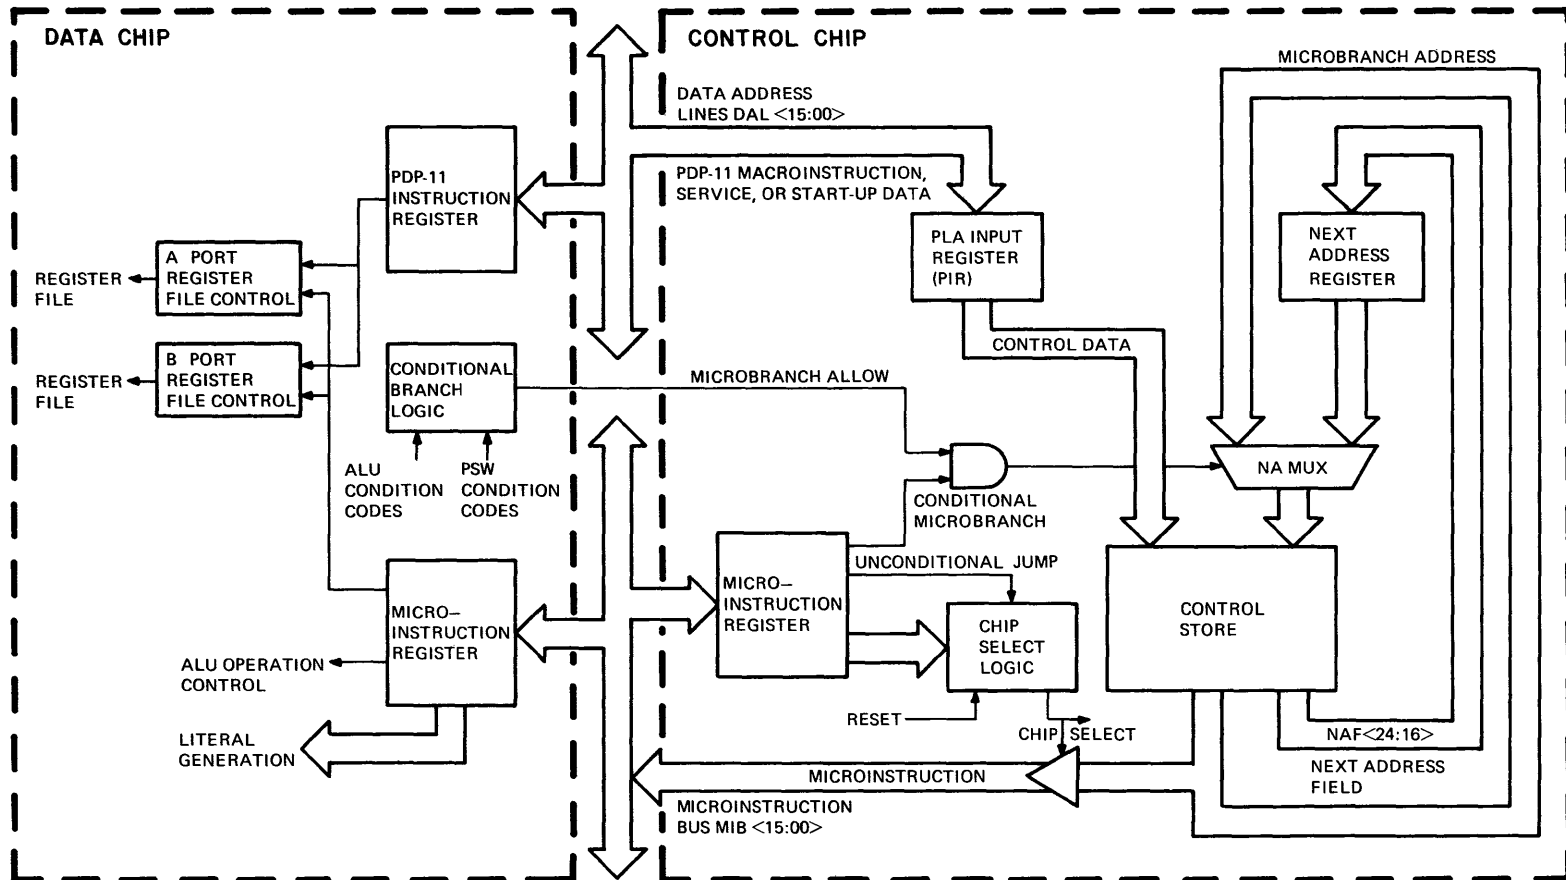 DATA CHIP
CONTROL CHIP
MICROBRANCH ADDRESS
DATA ADDRESS
LINES DAL <15:00>
PDP-11 MACROINSTRUCTION,
SERVICE, OR START-UP DATA
PDP-11
INSTRUCTION
REGISTER
PLA INPUT
REGISTER
(PIR)
NEXT
ADDRESS
REGISTER
A PORT
REGISTER
FILE CONTROL
REGISTER
FILE
CONTROL DATA
B PORT
REGISTER
FILE CONTROL
REGISTER
FILE
CONDITIONAL
BRANCH
LOGIC
MICROBRANCH ALLOW
ALU
CONDITION
CODES
PSW
CONDITION
CODES
NA MUX
CONDITIONAL
MICROBRANCH
UNCONDITIONAL JUMP
MICRO–
INSTRUCTION
REGISTER
MICRO–
INSTRUCTION
REGISTER
CHIP
SELECT
LOGIC
CONTROL
STORE
ALU OPERATION
CONTROL
RESET
CHIP SELECT
NAF<24:16>
NEXT ADDRESS
FIELD
LITERAL
GENERATION
MICROINSTRUCTION
MICROINSTRUCTION
BUS MIB <15:00>